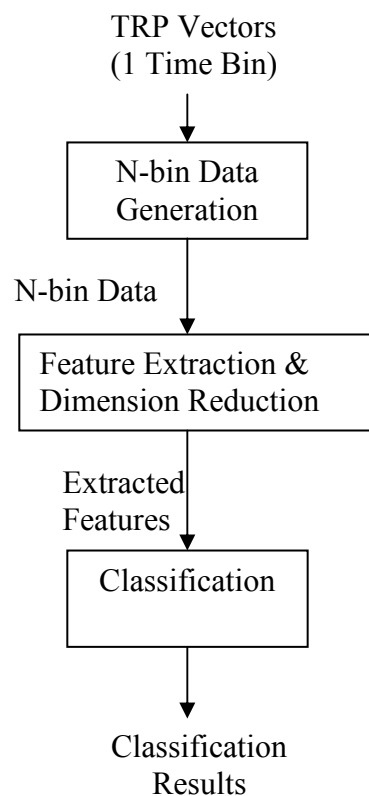 TRP Vectors
(1 Time Bin)
N-bin Data
Generation
N-bin Data
Feature Extraction &
Dimension Reduction
Extracted
Features
Classification
Classification
Results